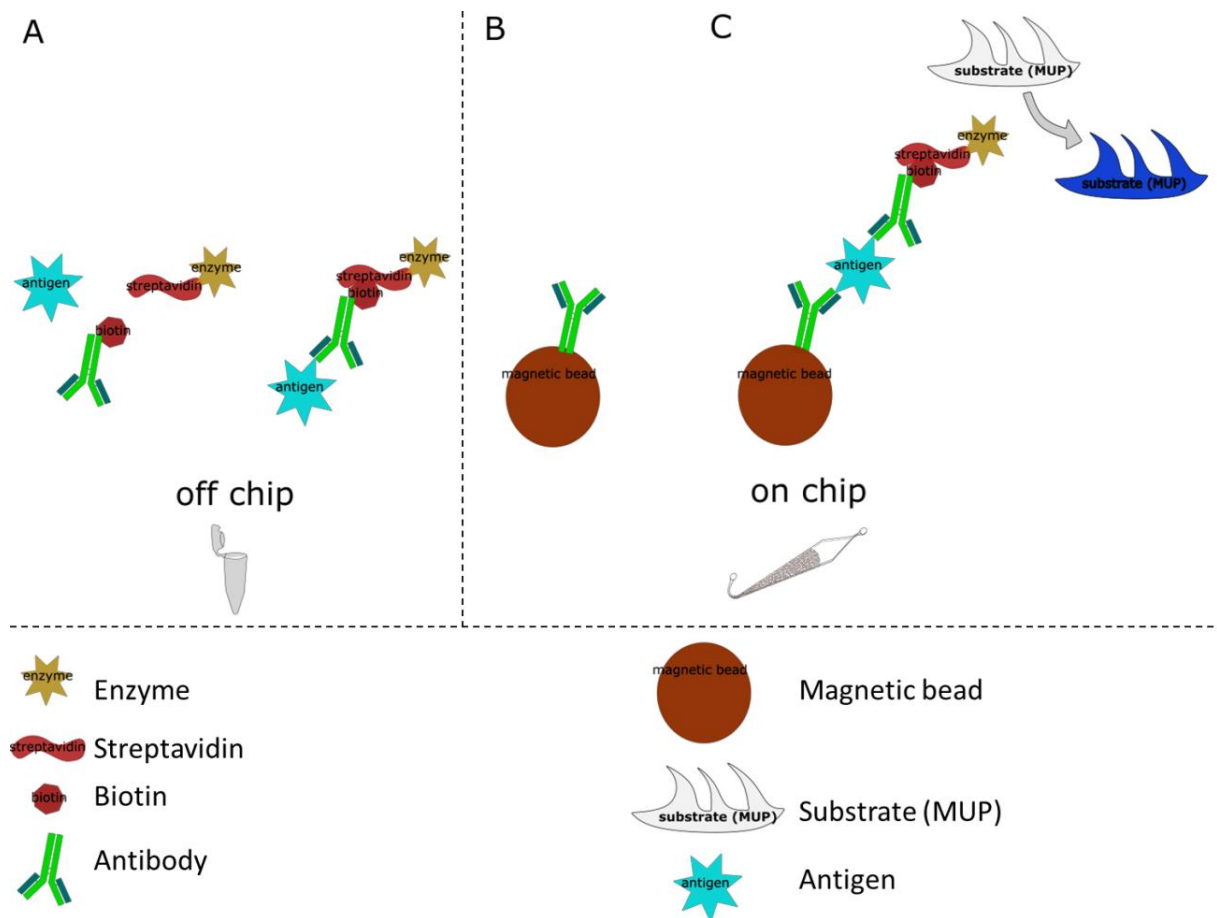 A
B
C
substrate (MUP)
enzyme
streptavidin
biotin
substrate (MUP)
antigen
streptavidin
enzyme
biotin
enzyme
streptavidin
biotin
antigen
antigen
magnetic bead
magnetic bead
off chip
on chip
enzyme
Enzyme
streptavidin
Streptavidin
biotin
Biotin
Antibody
magnetic bead
Magnetic bead
substrate (MUP)
Substrate (MUP)
antigen
Antigen